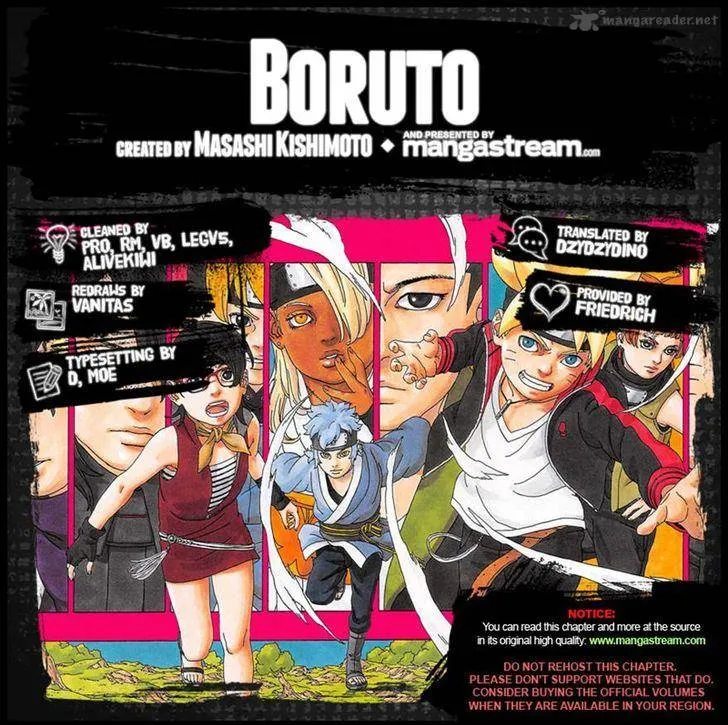 mangareader.net
BORUTO
CREATED BY MASASHI KISHIMOTO ◆ AND PRESENTED BY mangastream.com
CLEANED BY
PRO, RM, VB, LEGV5,
ALIVEKIWI
REDRAWS BY
VANITAS
TYPESETTING BY
D, MOE
TRANSLATED BY
DZYDZYDINO
PROVIDED BY
FRIEDRICH
NOTICE:
You can read this chapter and more at the source
in its original high quality: www.mangastream.com
DO NOT REHOST THIS CHAPTER.
PLEASE DON'T SUPPORT WEBSITES THAT DO.
CONSIDER BUYING THE OFFICIAL VOLUMES
WHEN THEY ARE AVAILABLE IN YOUR REGION.